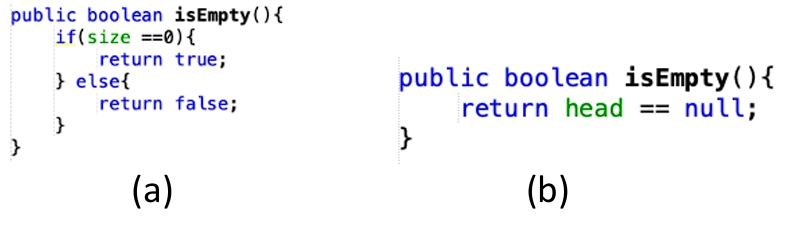 public boolean isEmpty(){
if(size ==0){
return true;
} else{
return false;
}
}
(a)
public boolean isEmpty(){
return head == null;
}
(b)